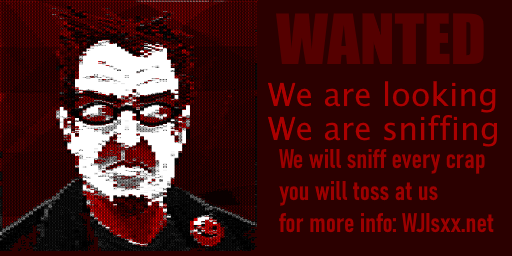 WANTED
We are looking
We are sniffing
We will sniff every crap
you will toss at us
for more info: WJlsxx.net